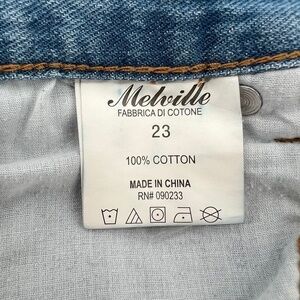 Melville
FABBRICA DI COTONE
23
100% COTTON
MADE IN CHINA
RN# 090233